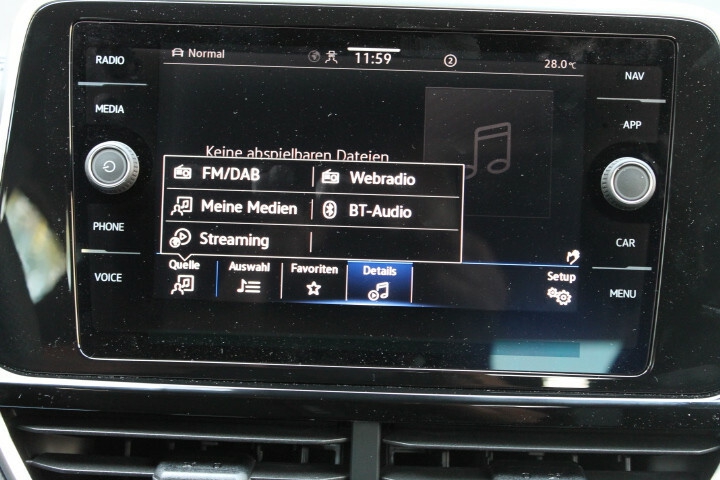 RADIO
MEDIA
PHONE
VOICE
Normal
11:59
2
28.0°C
Keine abspielbaren Dateien
FM/DAB
Webradio
Meine Medien
BT-Audio
Streaming
Quelle
Auswahl
Favoriten
Details
Setup
NAV
APP
CAR
MENU